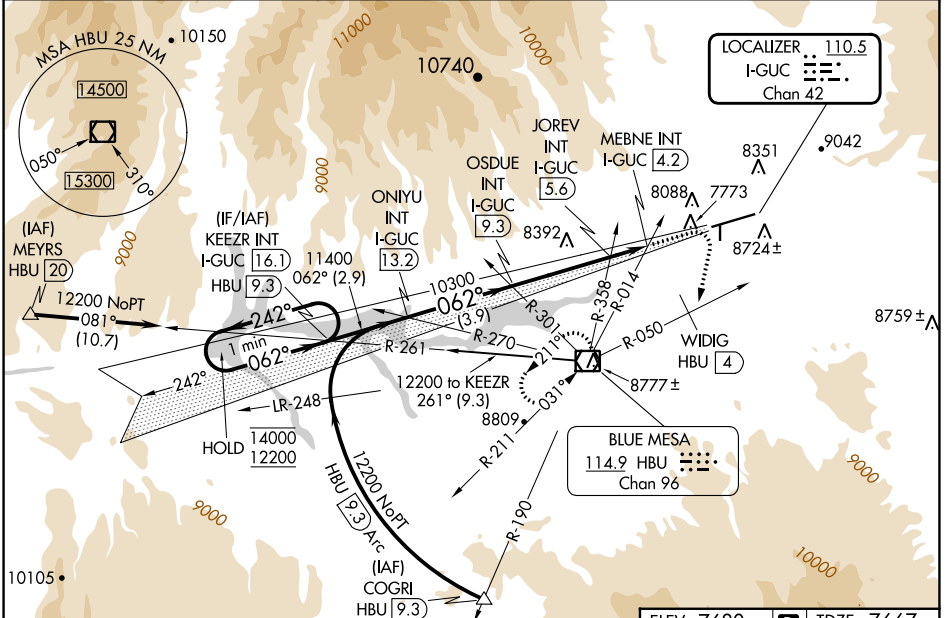 MSA HBU 25 NM
14500
050°
310°
15300
10150
11000
10000
10740
LOCALIZER 110.5
I-GUC
Chan 42
9042
8351
JOREV
INT
I-GUC
5.6
MEBNE INT
I-GUC 4.2
8088
7773
OSDUE
INT
I-GUC
9.3
8392
8724±
9000
ONIYU
INT
I-GUC
13.2
(IF/IAF)
KEEZR INT
I-GUC 16.1
HBU 9.3
11400
062° (2.9)
(IAF)
MEYRS
HBU 20
9000
12200 NoPT
081°
(10.7)
10300
062°
(3.9)
242°
1 min
062°
242°
R-261
R-270
R-301
R-358
R-014
R-050
WIDIG
HBU 4
8759±
211°
031°
8777±
12200 to KEEZR
261° (9.3)
LR-248
HOLD
14000
12200
8809
R-211
BLUE MESA
114.9 HBU
Chan 96
12200 NoPT
HBU 9.3 Arc
R-190
(IAF)
COGRI
HBU 9.3
9000
9000
10000
10105
ELEV 7680
TDZE 7667